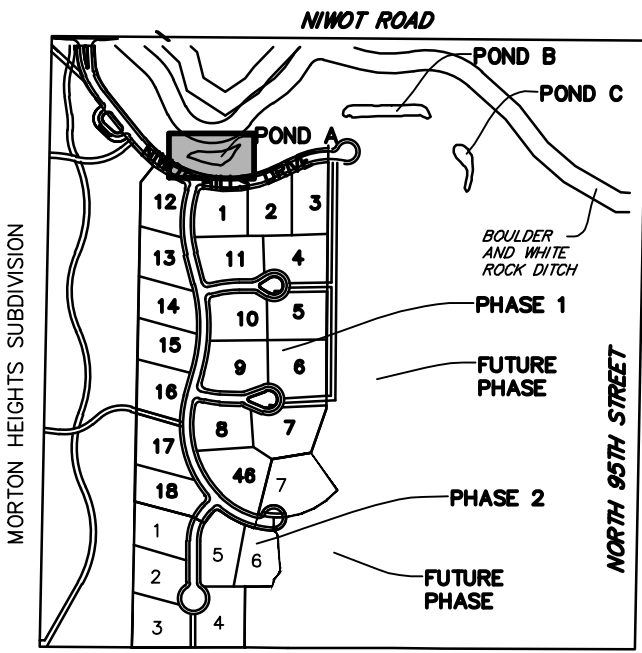 NIWOT ROAD
POND B
POND C
POND A
DRIVE
12
1
2
3
BOULDER
AND WHITE
ROCK DITCH
13
11
4
14
10
5
PHASE 1
15
9
6
FUTURE
PHASE
16
8
7
17
46
7
18
PHASE 2
1
5
6
2
FUTURE
PHASE
3
4
MORTON HEIGHTS SUBDIVISION
NORTH 95TH STREET